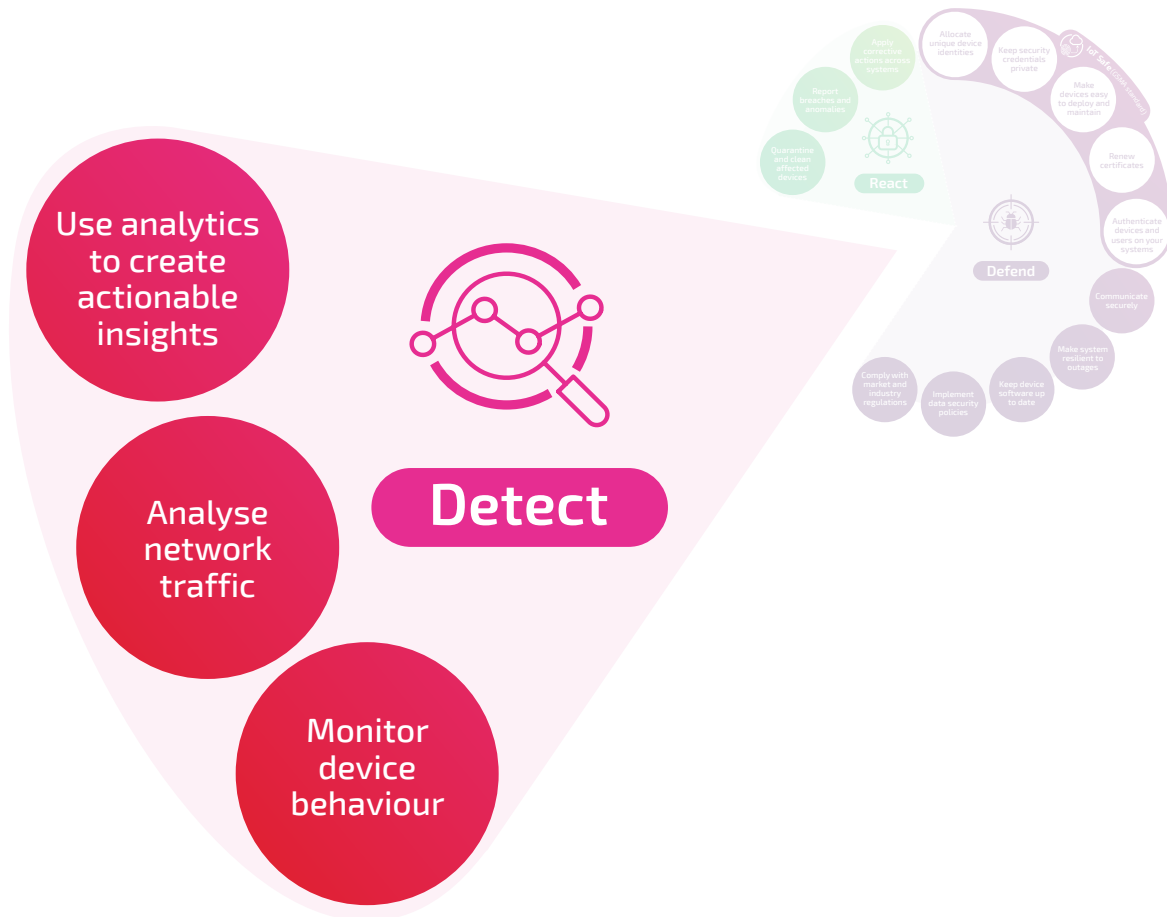 Use analytics
to create
actionable
insights
Analyse
network
traffic
Monitor
device
behaviour
Detect
Apply
corrective
actions across
systems
Report
breaches and
anomalies
Quarantine
and clean
affected
devices
React
Allocate
unique device
identities
Keep security
credentials
private
IoT Safe (GSMA standard)
Make
devices easy
to deploy and
maintain
Renew
certificates
Authenticate
devices and
users on your
systems
Defend
Communicate
securely
Make system
resilient to
outages
Keep device
software up
to date
Implement
data security
policies
Comply with
market and
industry
regulations